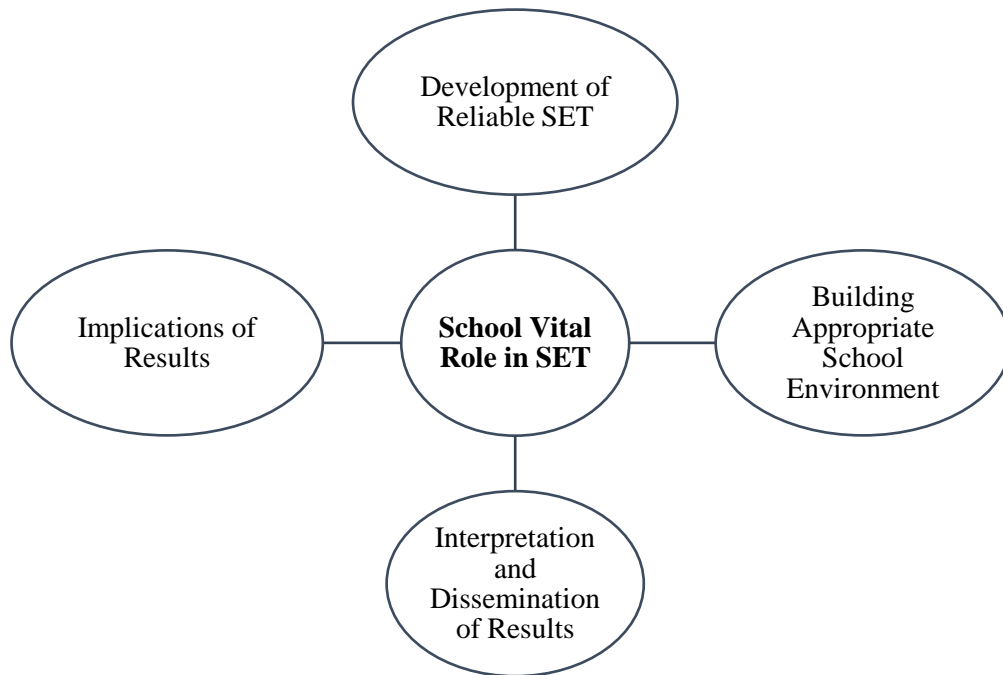 Development of
Reliable SET
Implications of
Results
School Vital
Role in SET
Building
Appropriate
School
Environment
Interpretation
and
Dissemination
of Results